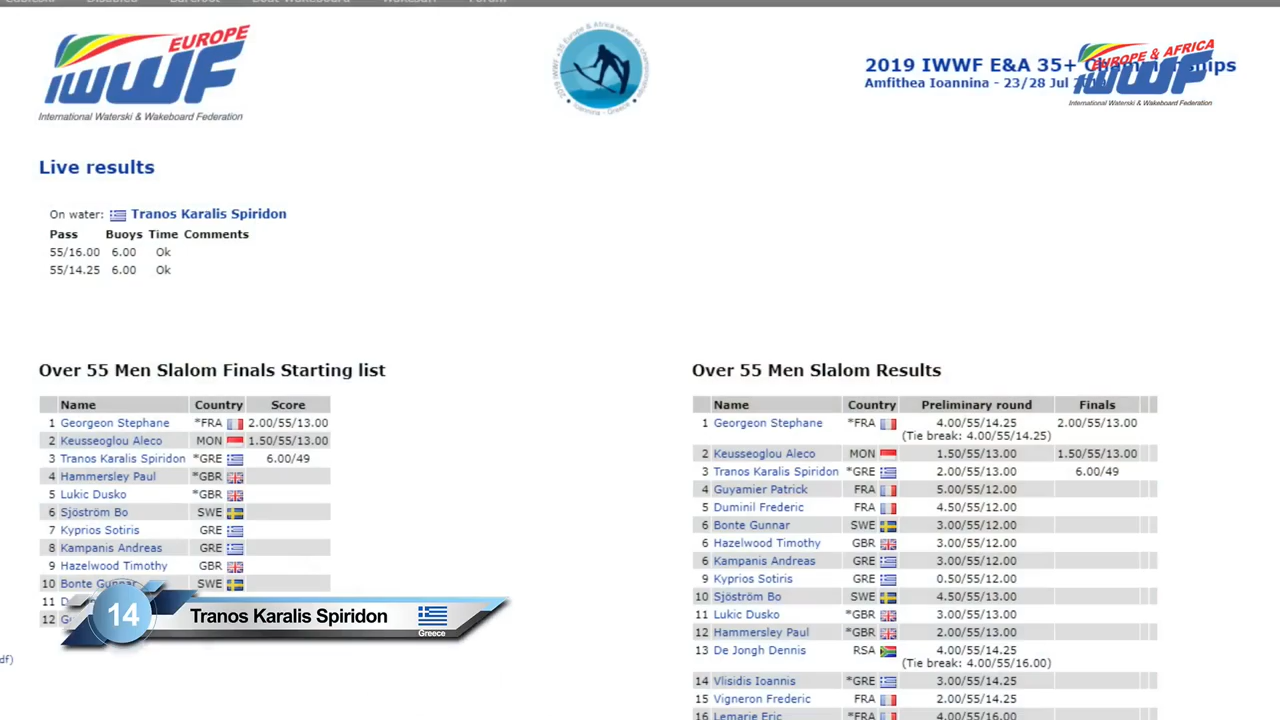 Disabled Barefoot Boat Wakeboard Wakesurf Forum
EUROPE
IWWF
International Waterski & Wakeboard Federation
2019 IWWF E&A 35+
Amfithea Ioannina - 23/28 Jul
EUROPE & AFRICA
IWWF
International Waterski & Wakeboard Federation
Live results
On water: Tranos Karalis Spiridon
Pass Buoys Time Comments
55/16.00 6.00 Ok
55/14.25 6.00 Ok
Over 55 Men Slalom Finals Starting list
Name Country Score
1 Georgeon Stephane *FRA 2.00/55/13.00
2 Keusseoglou Aleco MON 1.50/55/13.00
3 Tranos Karalis Spiridon *GRE 6.00/49
4 Hammersley Paul *GBR
5 Lukic Dusko *GBR
6 Sjöström Bo SWE
7 Kyprios Sotiris GRE
8 Kampanis Andreas GRE
9 Hazelwood Timothy GBR
10 Bonte Gunnar SWE
11
12
14 Tranos Karalis Spiridon
Greece
df)
Over 55 Men Slalom Results
Name Country Preliminary round Finals
1 Georgeon Stephane *FRA 4.00/55/14.25 2.00/55/13.00
(Tie break: 4.00/55/14.25)
2 Keusseoglou Aleco MON 1.50/55/13.00 1.50/55/13.00
3 Tranos Karalis Spiridon *GRE 2.00/55/13.00 6.00/49
4 Guyamier Patrick FRA 5.00/55/12.00
5 Duminil Frederic FRA 4.50/55/12.00
6 Bonte Gunnar SWE 3.00/55/12.00
6 Hazelwood Timothy GBR 3.00/55/12.00
6 Kampanis Andreas GRE 3.00/55/12.00
9 Kyprios Sotiris GRE 0.50/55/12.00
10 Sjöström Bo SWE 4.50/55/13.00
11 Lukic Dusko *GBR 3.00/55/13.00
12 Hammersley Paul *GBR 2.00/55/13.00
13 De Jongh Dennis RSA 4.00/55/14.25
(Tie break: 4.00/55/16.00)
14 Vlisidis Ioannis *GRE 3.00/55/14.25
15 Vigneron Frederic FRA 2.00/55/14.25
16 Lemarie Eric *FRA 4.00/55/16.00